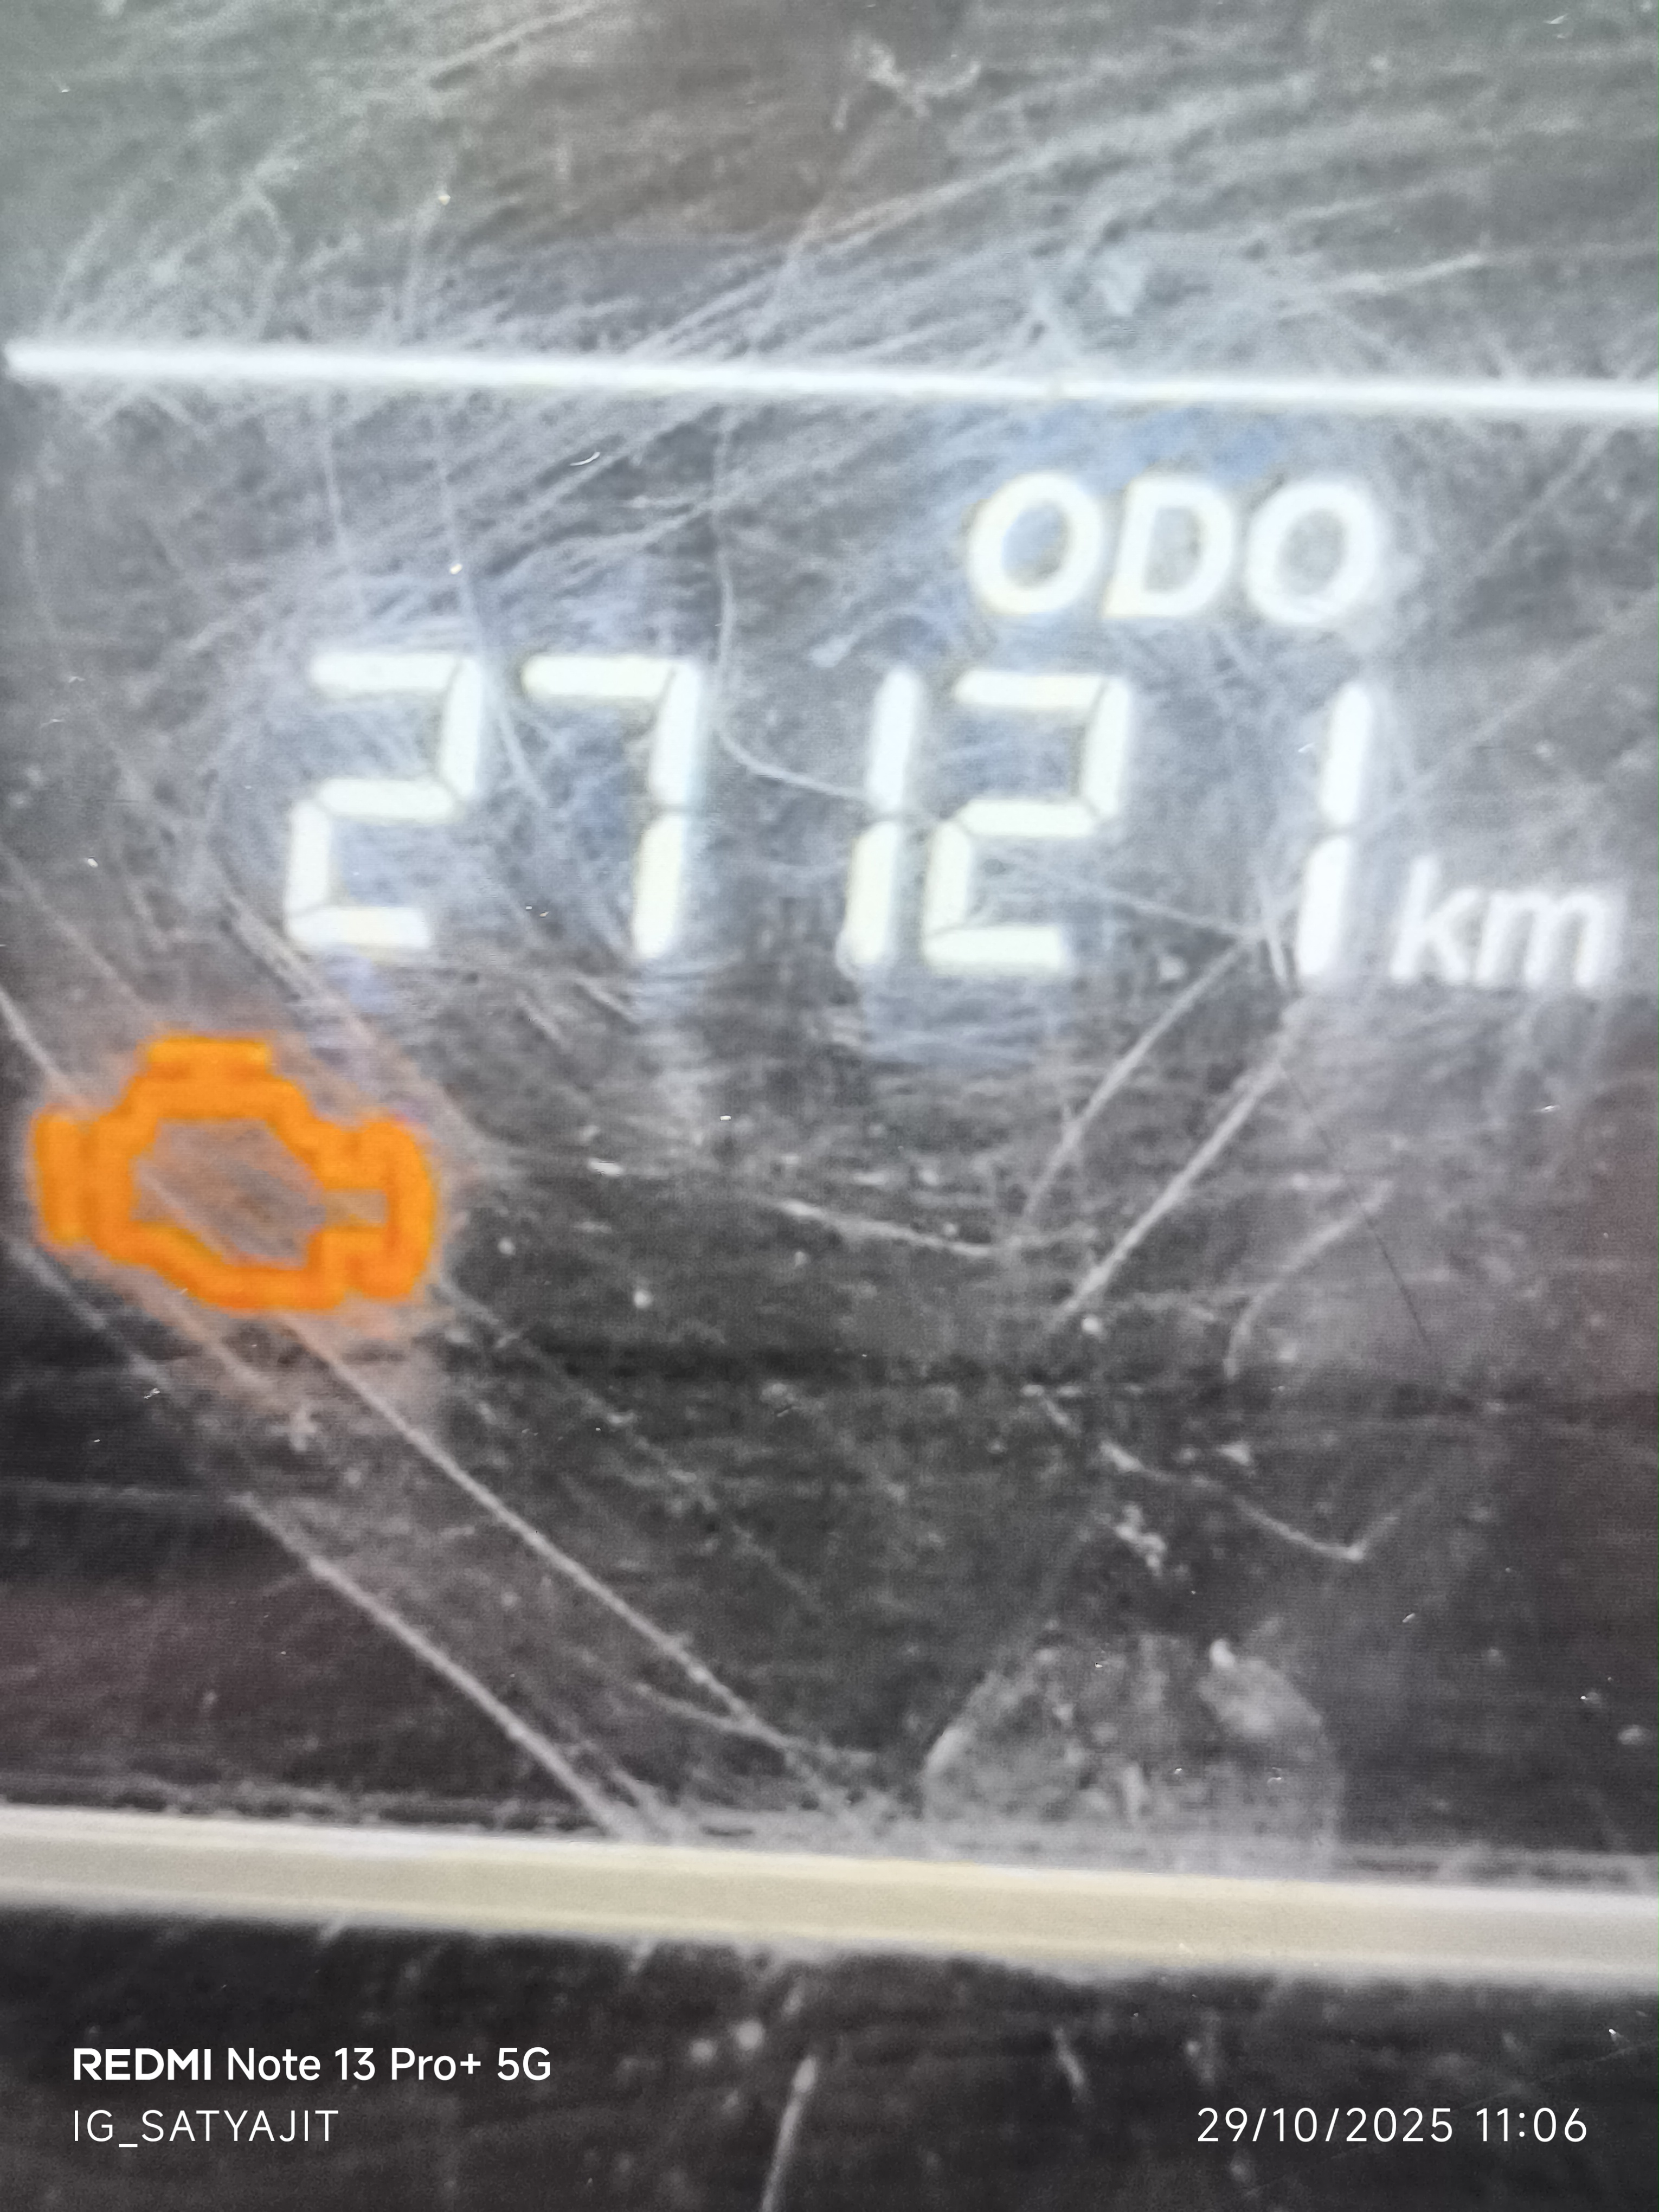 ODO
27121 km
REDMI Note 13 Pro+ 5G
IG_SATYAJIT
29/10/2025 11:06